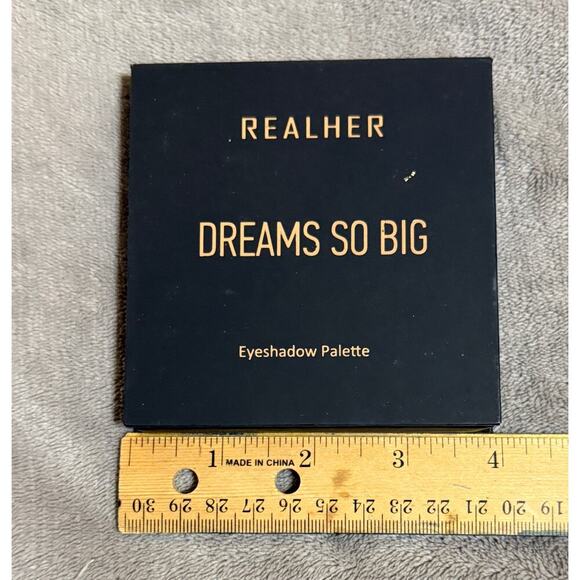 REALHER
DREAMS SO BIG
Eyeshadow Palette
1 MADE IN CHINA 2 3 4
30 29 28 27 26 25 24 23 22 21 20 19